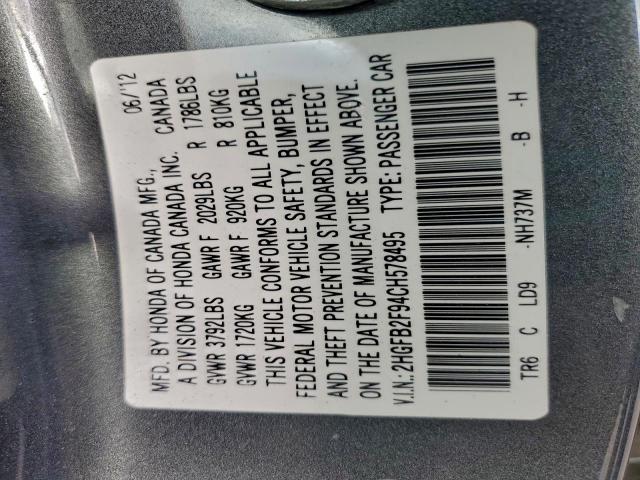 MFD. BY HONDA OF CANADA MFG., 06/'12
A DIVISION OF HONDA CANADA INC. CANADA
GVWR 3792LBS GAWR F 2029LBS R 1786LBS
GVWR 1720KG GAWR F 920KG R 810KG
THIS VEHICLE CONFORMS TO ALL APPLICABLE
FEDERAL MOTOR VEHICLE SAFETY, BUMPER,
AND THEFT PREVENTION STANDARDS IN EFFECT
ON THE DATE OF MANUFACTURE SHOWN ABOVE.
V.I.N.:2HGFB2F94CH578495 TYPE:PASSENGER CAR
TR6 C LD9 -NH737M -B -H